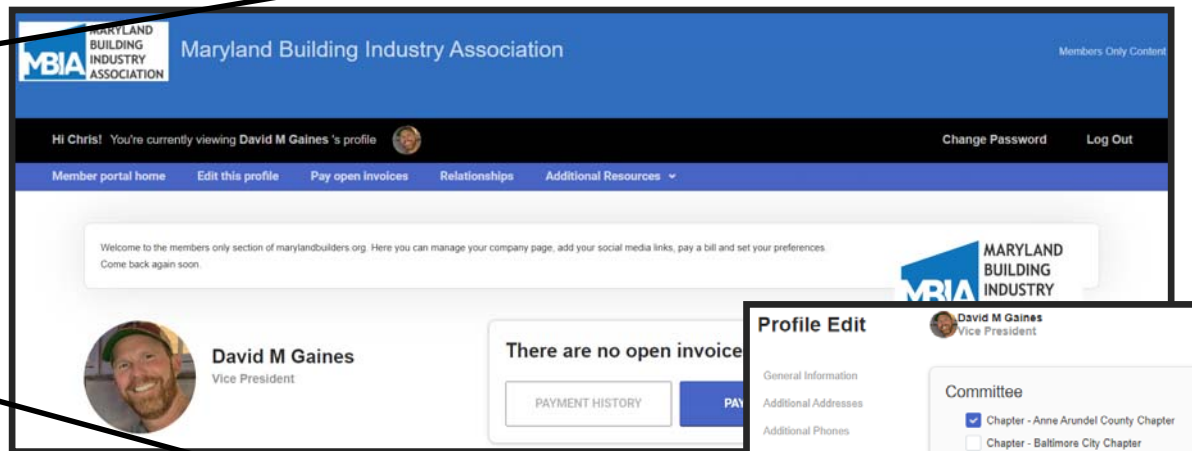 MARYLAND
BUILDING
INDUSTRY
ASSOCIATION
MBIA
Maryland Building Industry Association
Members Only Content
Hi Chris! You're currently viewing David M Gaines 's profile
Change Password Log Out
Member portal home Edit this profile Pay open invoices Relationships Additional Resources
Welcome to the members only section of marylandbuilders.org. Here you can manage your company page, add your social media links, pay a bill and set your preferences.
Come back again soon.
MARYLAND
BUILDING
INDUSTRY
MBIA
David M Gaines
Vice President
There are no open invoice
PAYMENT HISTORY
PAY
Profile Edit
David M Gaines
Vice President
General Information
Additional Addresses
Additional Phones
Committee
Chapter - Anne Arundel County Chapter
Chapter - Baltimore City Chapter